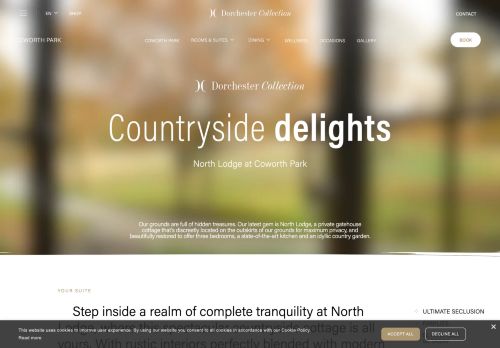 EN
SHOP
Dorchester Collection
CONTACT
COWORTH PARK
COWORTH PARK
ROOMS & SUITES
DINING
WELLNESS
OCCASIONS
GALLERY
BOOK
Dorchester Collection
Countryside delights
North Lodge at Coworth Park
Our grounds are full of hidden treasures. Our latest gem is North Lodge, a private gatehouse
cottage that's discreetly located on the outskirts of our grounds for maximum privacy, and
beautifully restored to offer three bedrooms, a state-of-the-art kitchen and an idyllic country garden.
YOUR SUITE
Step inside a realm of complete tranquility at North
Lodge, where this spectacular countryside cottage is all
yours. With rustic interiors perfectly blended with modern
ULTIMATE SECLUSION
This website uses cookies to improve user experience. By using our website you consent to all cookies in accordance with our Cookie Policy.
Read more
ACCEPT ALL
DECLINE ALL
×